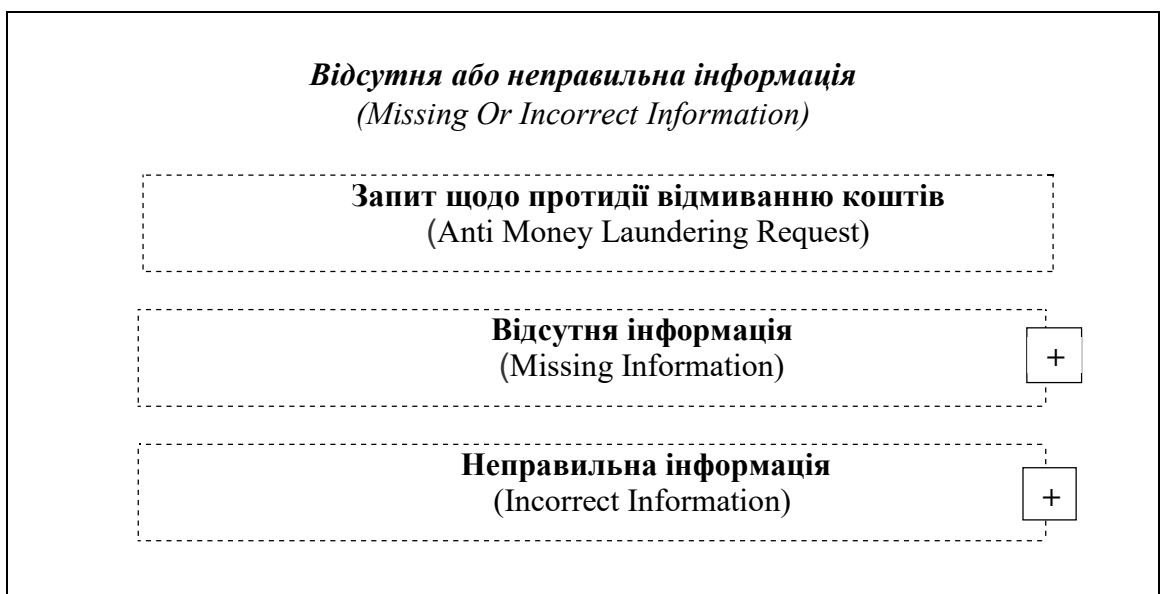 Відсутня або неправильна інформація
(Missing Or Incorrect Information)
Запит щодо протидії відмиванню коштів
(Anti Money Laundering Request)
Відсутня інформація
(Missing Information)
+
Неправильна інформація
(Incorrect Information)
+